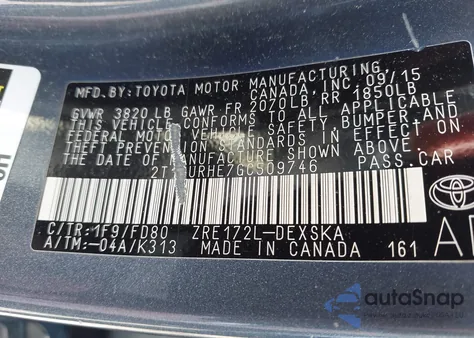 MFD.BY: TOYOTA MOTOR MANUFACTURING,
CANADA, INC. 09/15
GVWR 3820LB GAWR FR 2070LB, RR 1850LB
THIS VEHICLE CONFORMS TO ALL APPLICABLE
FEDERAL MOTOR VEHICLE SAFETY, BUMPER, AND
THEFT PREVENTION STANDARDS IN EFFECT ON
THE DATE OF MANUFACTURE SHOWN ABOVE.
PASS.CAR
C/TR:1F9/FD80 ZRE172L-DEXSKA
A/TM:-04A/K313 MADE IN CANADA 161
TOYOTA
autoSnap